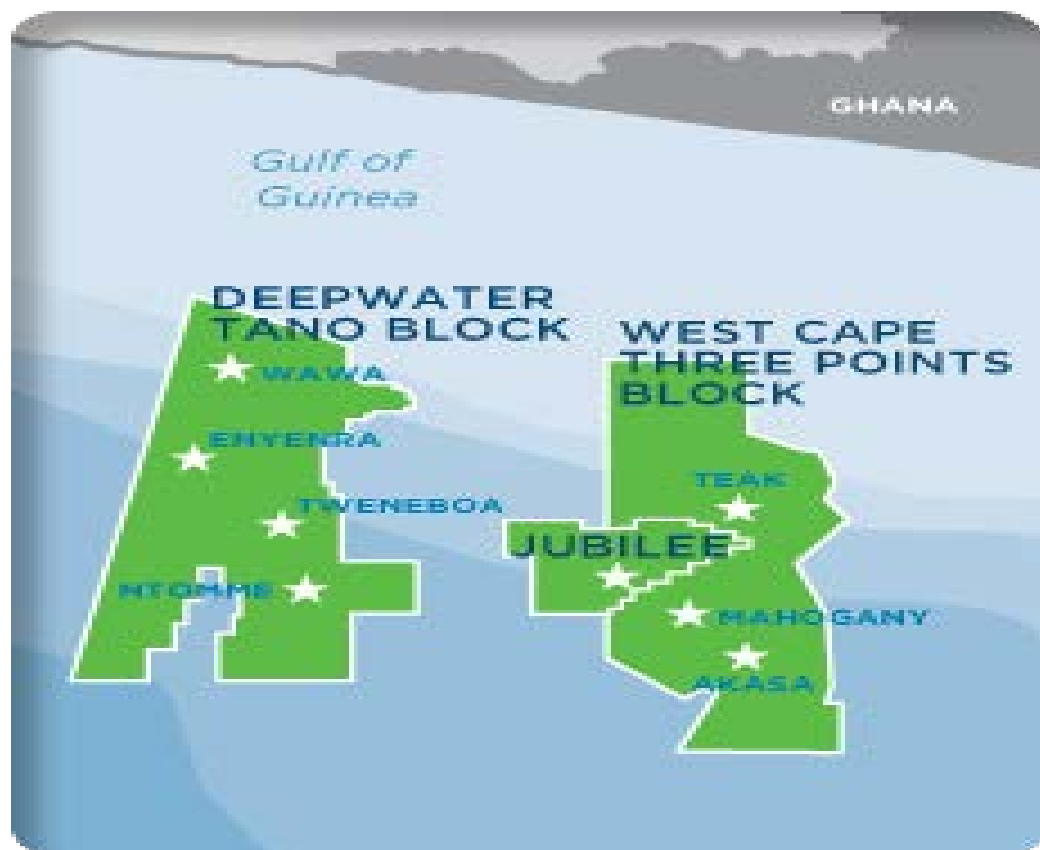 GHANA
Gulf of
Guinea
DEEPWATER
TANO BLOCK
WEST CAPE
THREE POINTS
BLOCK
WAWA
ENYENRA
TEAK
TWENEBOA
JUBILEE
NTOMME
MAHOGANY
AKASA